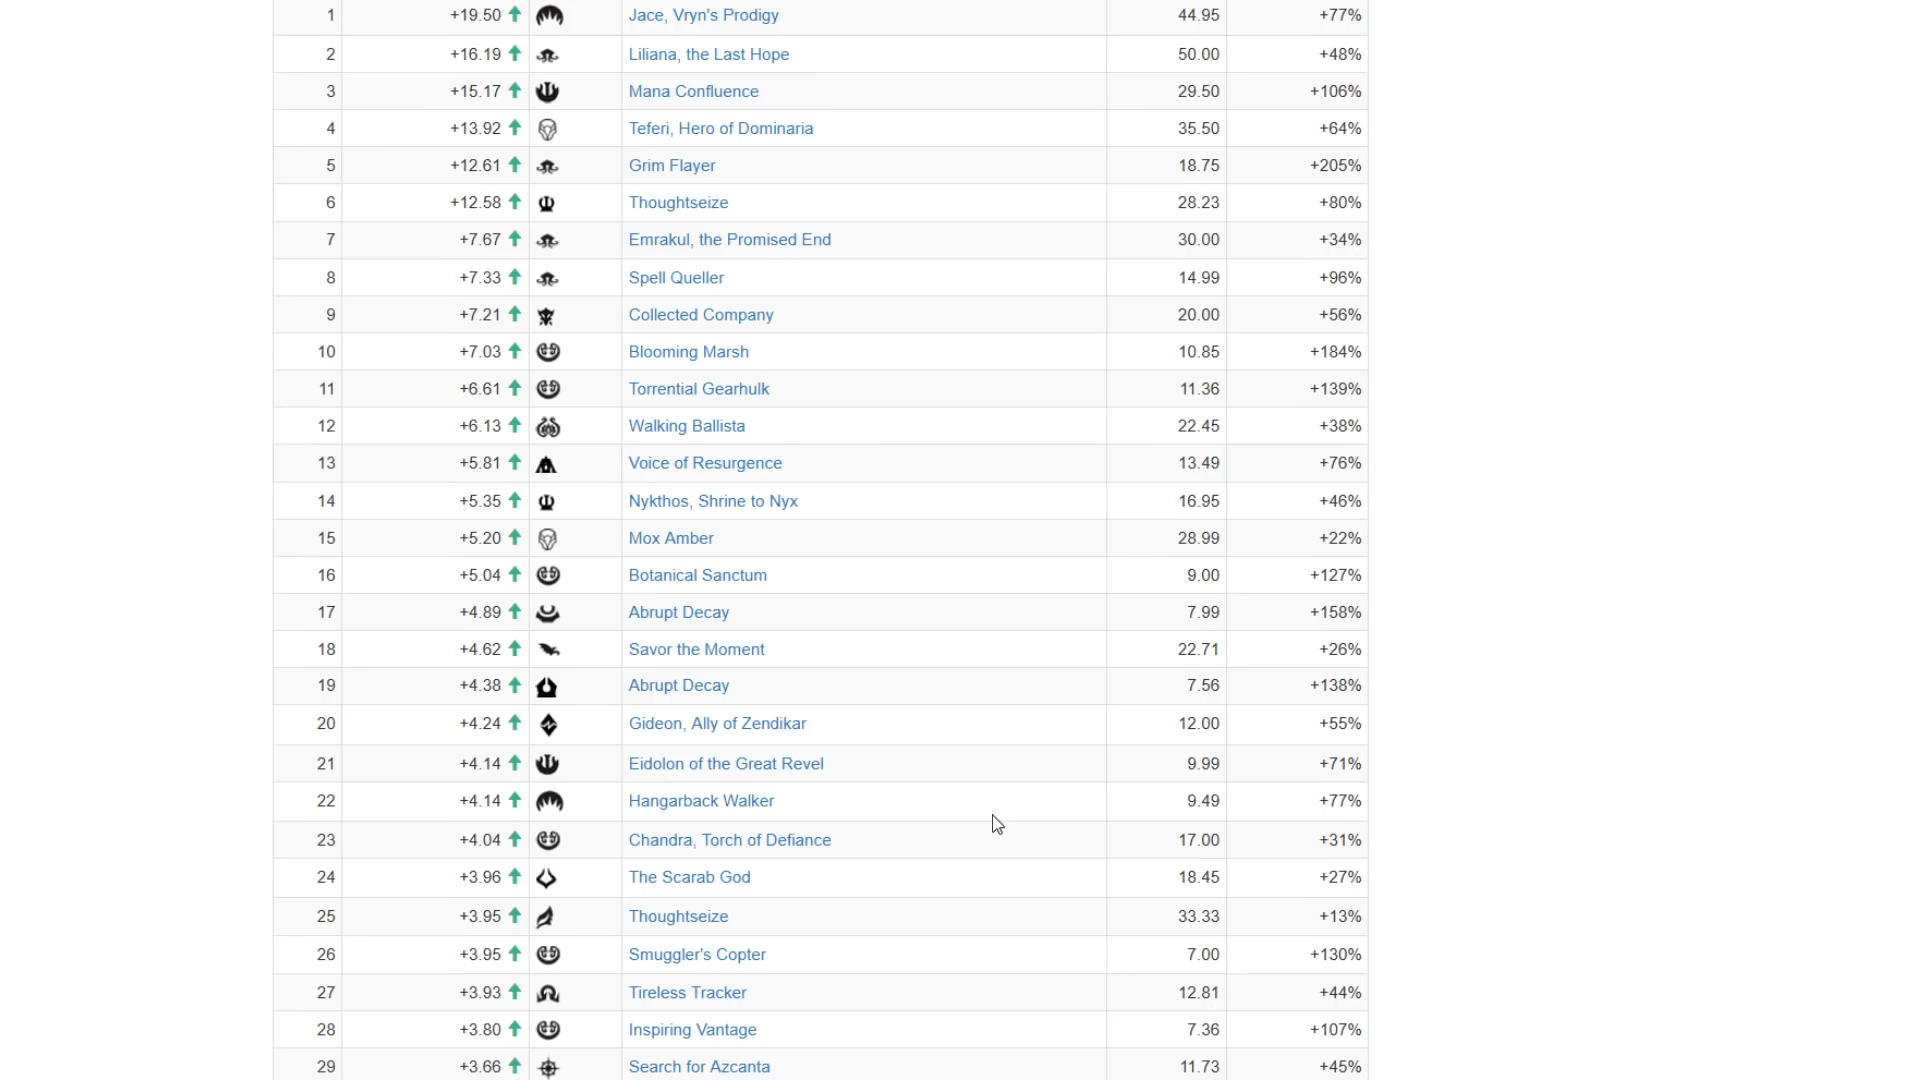 1 +19.50 Jace, Vryn's Prodigy 44.95 +77%
2 +16.19 Liliana, the Last Hope 50.00 +48%
3 +15.17 Mana Confluence 29.50 +106%
4 +13.92 Teferi, Hero of Dominaria 35.50 +64%
5 +12.61 Grim Flayer 18.75 +205%
6 +12.58 Thoughtseize 28.23 +80%
7 +7.67 Emrakul, the Promised End 30.00 +34%
8 +7.33 Spell Queller 14.99 +96%
9 +7.21 Collected Company 20.00 +56%
10 +7.03 Blooming Marsh 10.85 +184%
11 +6.61 Torrential Gearhulk 11.36 +139%
12 +6.13 Walking Ballista 22.45 +38%
13 +5.81 Voice of Resurgence 13.49 +76%
14 +5.35 Nykthos, Shrine to Nyx 16.95 +46%
15 +5.20 Mox Amber 28.99 +22%
16 +5.04 Botanical Sanctum 9.00 +127%
17 +4.89 Abrupt Decay 7.99 +158%
18 +4.62 Savor the Moment 22.71 +26%
19 +4.38 Abrupt Decay 7.56 +138%
20 +4.24 Gideon, Ally of Zendikar 12.00 +55%
21 +4.14 Eidolon of the Great Revel 9.99 +71%
22 +4.14 Hangarback Walker 9.49 +77%
23 +4.04 Chandra, Torch of Defiance 17.00 +31%
24 +3.96 The Scarab God 18.45 +27%
25 +3.95 Thoughtseize 33.33 +13%
26 +3.95 Smuggler's Copter 7.00 +130%
27 +3.93 Tireless Tracker 12.81 +44%
28 +3.80 Inspiring Vantage 7.36 +107%
29 +3.66 Search for Azcanta 11.73 +45%